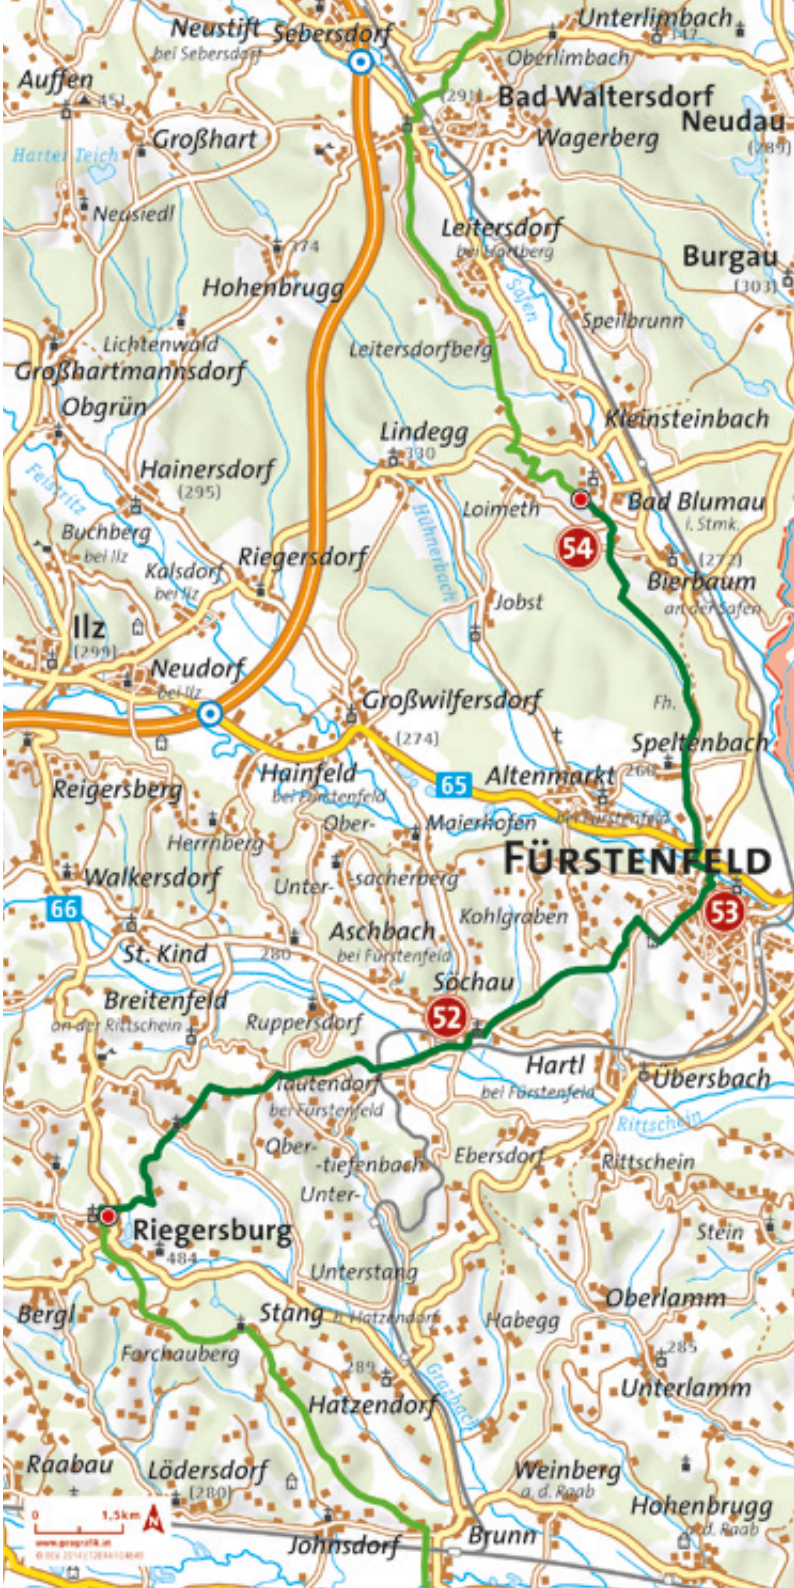 Neustift
bei Sebersdorf
Sebersdorf
Unterlimbach
347
Oberlimbach
Auffen
451
(291)
Bad Waltersdorf
Neudau
(289)
Großhart
Wagerberg
Harter Teich
Neusiedl
374
Leitersdorf
bei Hartberg
Burgau
(303)
Hohenbrugg
Safen
Speilbrunn
Lichtenwald
Leitersdorfberg
Großhartmannsdorf
Obgrün
Kleinsteinbach
Lindegg
330
Hainersdorf
(295)
Feistritz
Loimeth
Bad Blumau
i. Stmk.
Hühnerbach
Buchberg
bei Ilz
54
Kalsdorf
bei Ilz
Riegersdorf
(272)
Bierbaum
an der Safen
Jobst
Ilz
(299)
Neudorf
bei Ilz
Großwilfersdorf
(274)
Fh.
Speltenbach
260
Hainfeld
bei Fürstenfeld
65
Altenmarkt
bei Fürstenfeld
Reigersberg
Ober-
Maierhofen
Herrnberg
FÜRSTENFELD
Walkersdorf
Unter-
-sacherberg
66
53
Aschbach
bei Fürstenfeld
Kohlgraben
St. Kind
280
Söchau
Breitenfeld
an der Rittschein
Ruppersdorf
52
Hartl
bei Fürstenfeld
Übersbach
Tautendorf
bei Fürstenfeld
Rittschein
Ober-
-tiefenbach
Unter-
Ebersdorf
Rittschein
Riegersburg
484
Stein
Unterstang
Oberlamm
Bergl
Stang
b. Hatzendorf
Habegg
Forchauberg
289
285
Unterlamm
Grazbach
Hatzendorf
Raabau
Lödersdorf
(280)
Weinberg
a. d. Raab
Hohenbrugg
a. d. Raab
0 1,5km N
www.geografik.at
Johnsdorf
Brunn